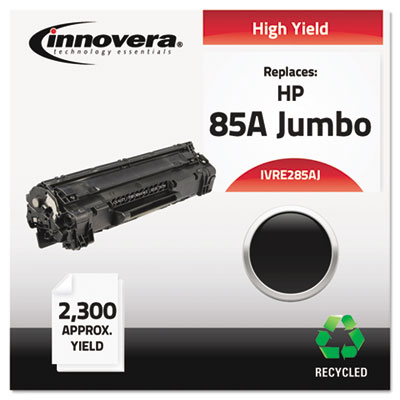 innovera
technology essentials
High Yield
Replaces:
HP
85A Jumbo
IVRE285AJ
2,300
APPROX.
YIELD
RECYCLED